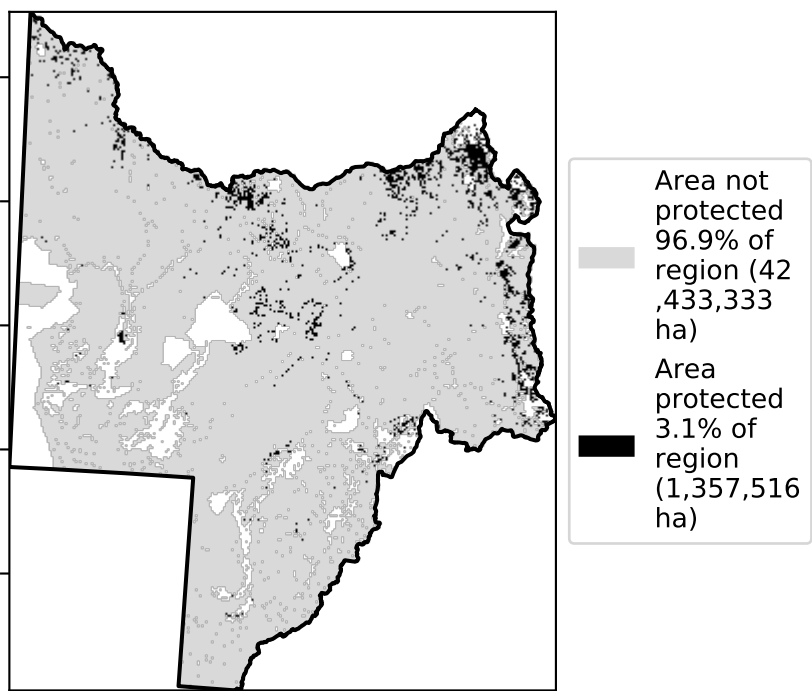 Area not
protected
96.9% of
region (42
,433,333
ha)
Area
protected
3.1% of
region
(1,357,516
ha)